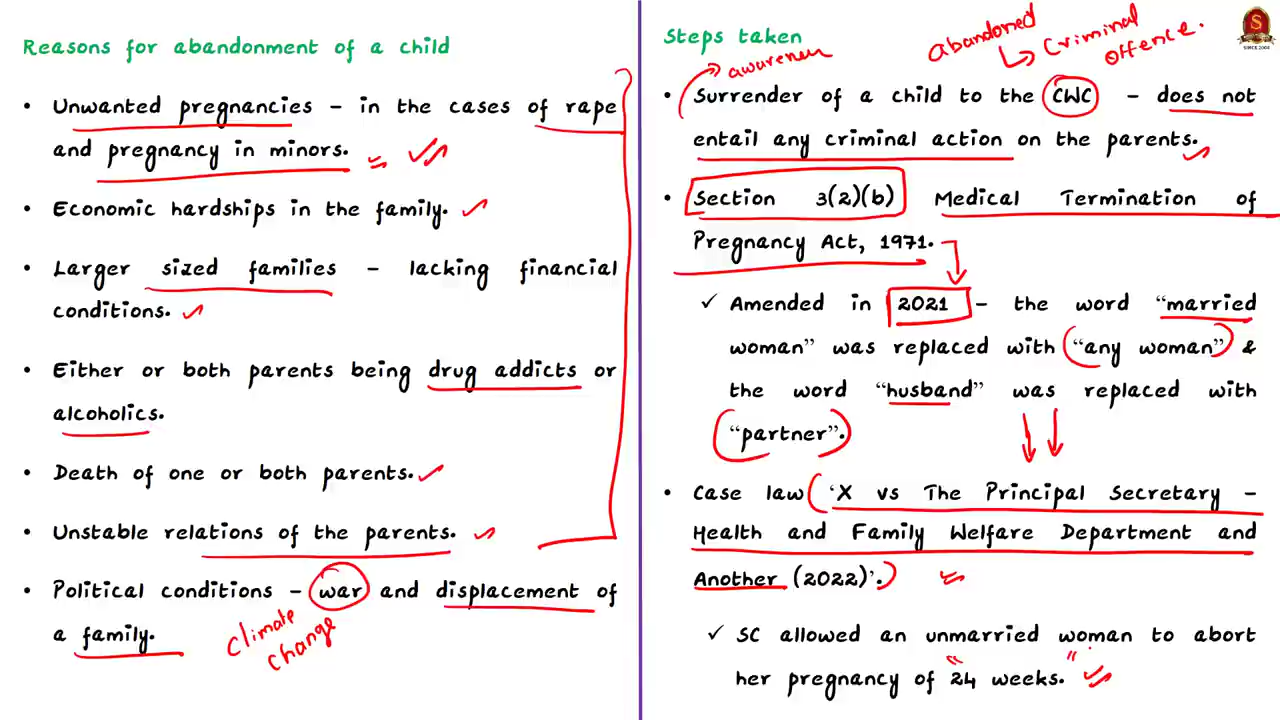 Reasons for abandonment of a child
• Unwanted pregnancies – in the cases of rape
and pregnancy in minors.
• Economic hardships in the family.
• Larger sized families – lacking financial
conditions.
• Either or both parents being drug addicts or
alcoholics.
• Death of one or both parents.
• Unstable relations of the parents.
• Political conditions – war and displacement of
a family.
climate
change
Steps taken
awareness
abandoned
Criminal
offence.
S
SINCE 2004
• Surrender of a child to the CWC – does not
entail any criminal action on the parents.
• Section 3(2)(b) Medical Termination of
Pregnancy Act, 1971.
✓ Amended in 2021 – the word “married
woman” was replaced with “any woman” &
the word “husband” was replaced with
“partner”.
• Case law ‘X vs The Principal Secretary –
Health and Family Welfare Department and
Another (2022)’.
✓ SC allowed an unmarried woman to abort
her pregnancy of 24 weeks.